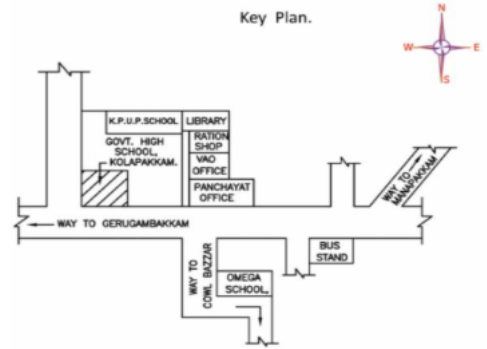 Key Plan.
N
W
E
S
K.P.U.P.SCHOOL
LIBRARY
GOVT. HIGH
SCHOOL,
KOLAPAKKAM.
RATION
SHOP
VAO
OFFICE
PANCHAYAT
OFFICE
WAY TO
MANAPAKKAM
WAY TO GERUGAMBAKKAM
WAY TO
COWL BAZZAR
BUS
STAND
OMEGA
SCHOOL,